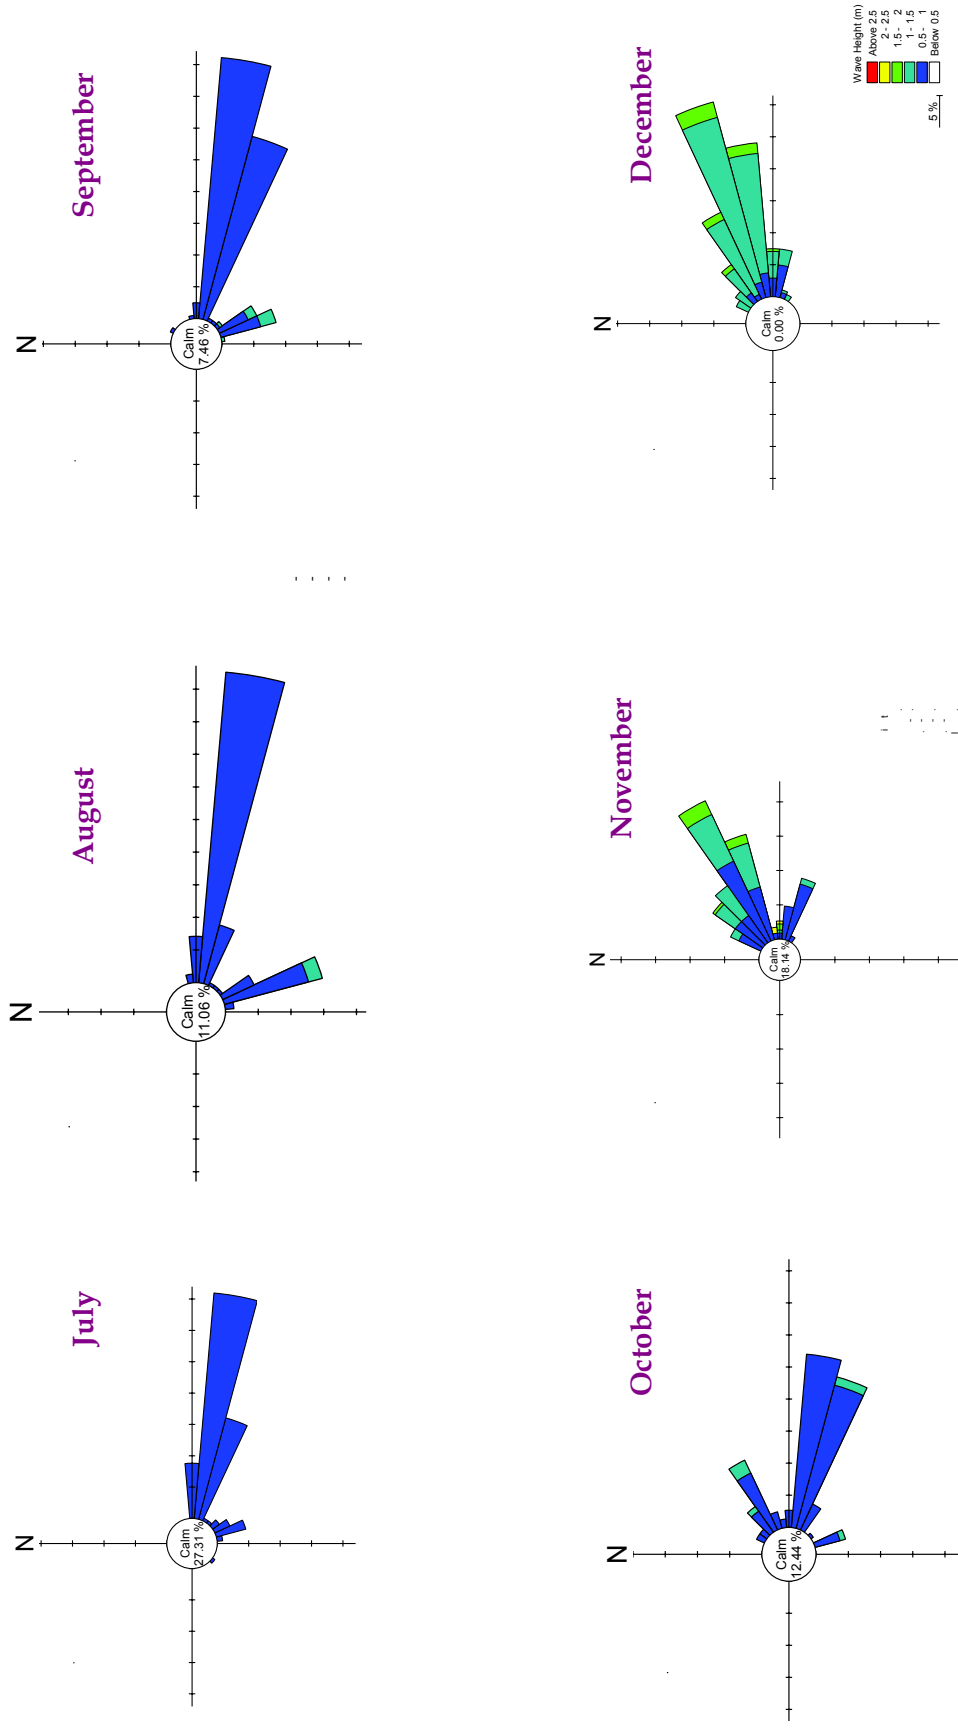 July
N
Calm
27.31 %
August
N
Calm
11.06 %
September
N
Calm
7.46 %
October
N
Calm
12.44 %
November
N
Calm
18.14 %
December
N
Calm
0.00 %
Wave Height (m)
Above 2.5
2 - 2.5
1.5 - 2
1 - 1.5
0.5 - 1
Below 0.5
5 %